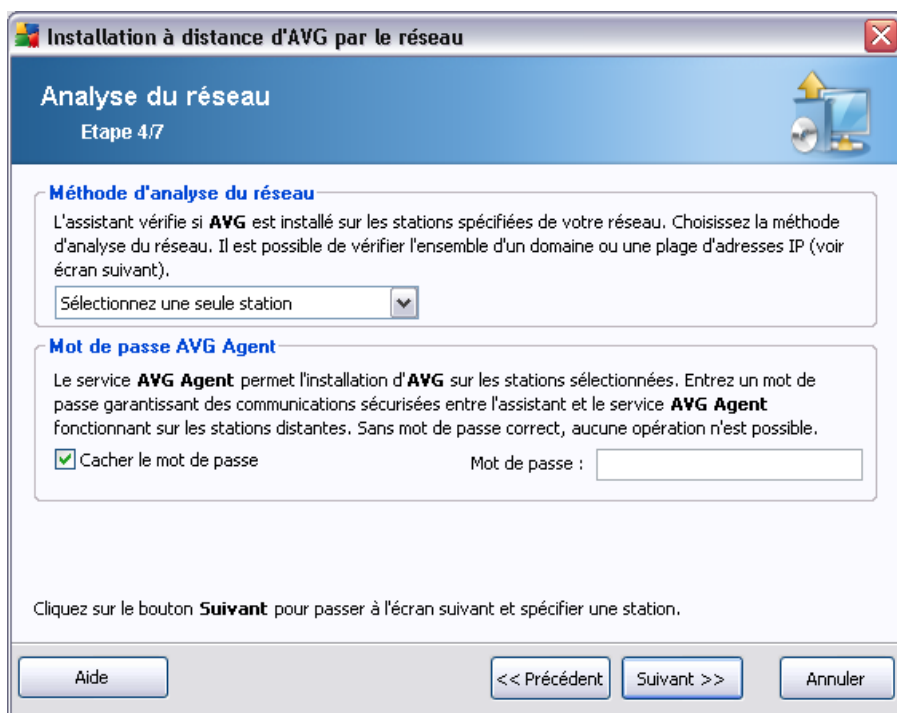 Installation à distance d'AVG par le réseau
Analyse du réseau
Etape 4/7
Méthode d'analyse du réseau
L'assistant vérifie si AVG est installé sur les stations spécifiées de votre réseau. Choisissez la méthode
d'analyse du réseau. Il est possible de vérifier l'ensemble d'un domaine ou une plage d'adresses IP (voir
écran suivant).
Sélectionnez une seule station
Mot de passe AVG Agent
Le service AVG Agent permet l'installation d'AVG sur les stations sélectionnées. Entrez un mot de
passe garantissant des communications sécurisées entre l'assistant et le service AVG Agent
fonctionnant sur les stations distantes. Sans mot de passe correct, aucune opération n'est possible.
Cacher le mot de passe Mot de passe :
Cliquez sur le bouton Suivant pour passer à l'écran suivant et spécifier une station.
Aide << Précédent Suivant >> Annuler